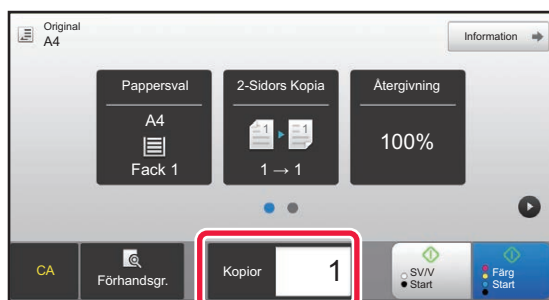 Original
A4
Information
Pappersval
A4
Fack 1
2-Sidors Kopia
1 1
1 → 1
Återgivning
100%
CA
Förhandsgr.
Kopior 1
SV/V
Start
Färg
Start